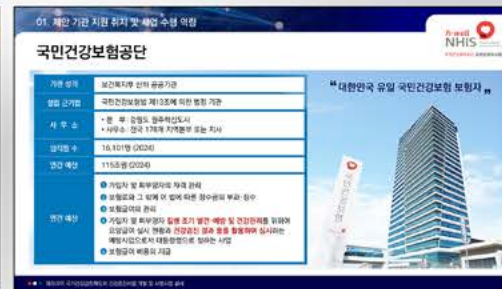 01. 제안 기관 지원 취지 및 사업 수행 역량
h-well
NHIS
국민건강보험공단
"대한민국 유일 국민건강보험 보험자"
기관 성격
보건복지부 산하 공공기관
설립 근거법
국민건강보험법 제13조에 의한 법정 기관
사 무 소
• 본 부: 강원도 원주혁신도시
• 사무소: 전국 178개 지역본부 또는 지사
임직원 수
16,101명 (2024)
연간 예산
115조원 (2024)
연간 예산
❶ 가입자 및 피부양자의 자격 관리
❷ 보험료와 그 밖에 이 법에 따른 징수금의 부과·징수
❸ 보험급여의 관리
❹ 가입자 및 피부양자 질병 조기 발견·예방 및 건강관리를 위하여
요양급여 실시 현황과 건강검진 결과 등을 활용하여 실시하는
예방사업으로서 대통령령으로 정하는 사업
❺ 보험급여 비용의 지급